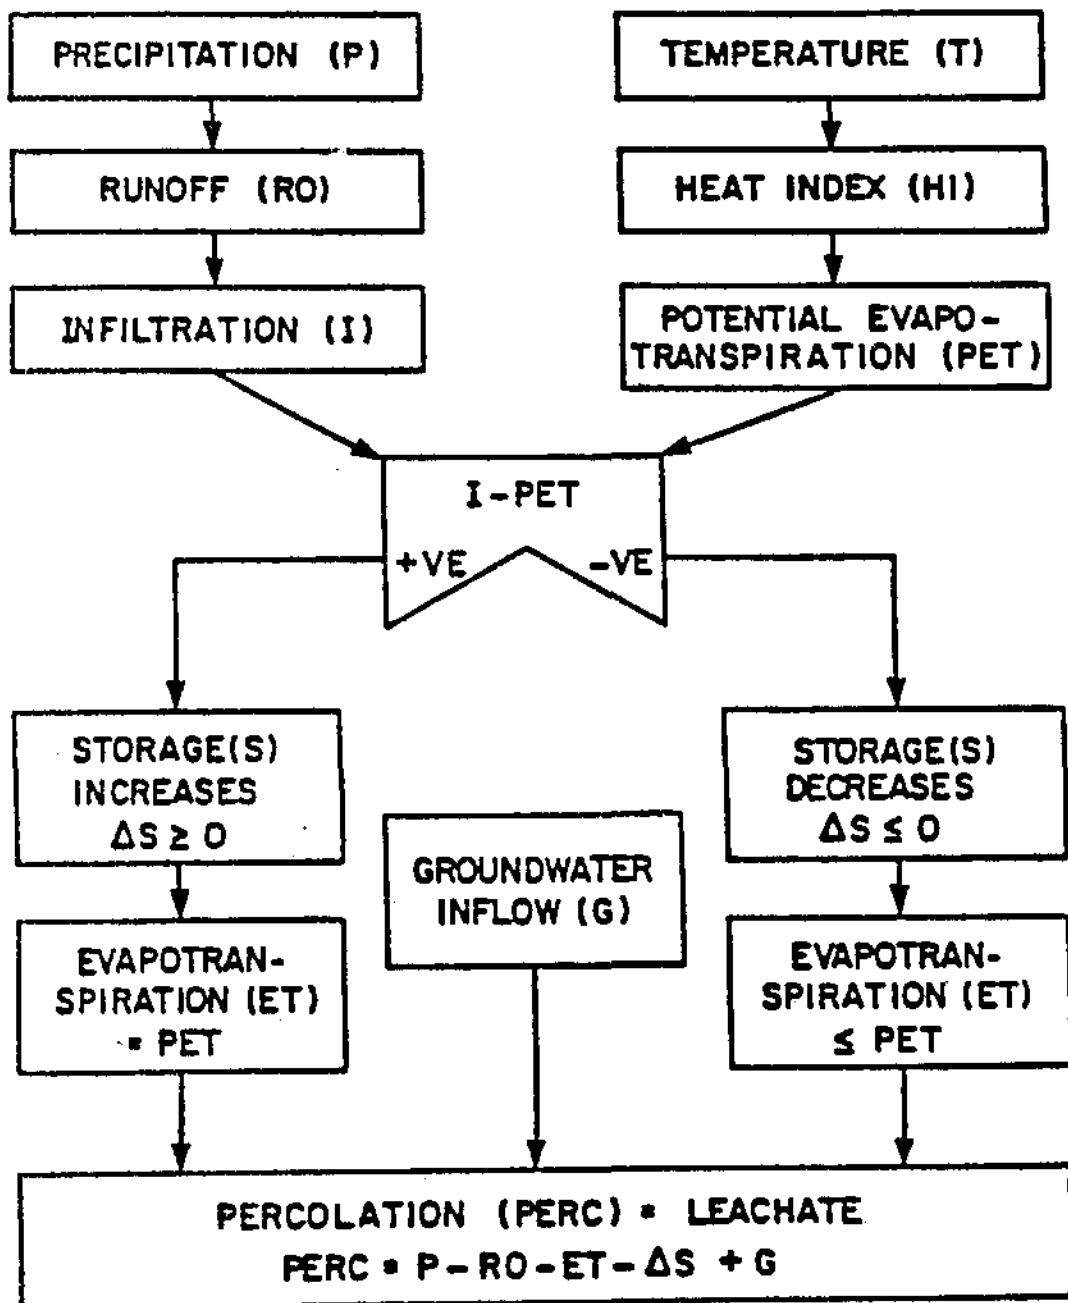 PRECIPITATION (P)
TEMPERATURE (T)
RUNOFF (RO)
HEAT INDEX (HI)
INFILTRATION (I)
POTENTIAL EVAPO-
TRANSPIRATION (PET)
I-PET
+VE
-VE
STORAGE(S)
INCREASES
ΔS ≥ 0
STORAGE(S)
DECREASES
ΔS ≤ 0
GROUNDWATER
INFLOW (G)
EVAPOTRAN-
SPIRATION (ET)
= PET
EVAPOTRAN-
SPIRATION (ET)
≤ PET
PERCOLATION (PERC) = LEACHATE
PERC = P-RO-ET-ΔS + G